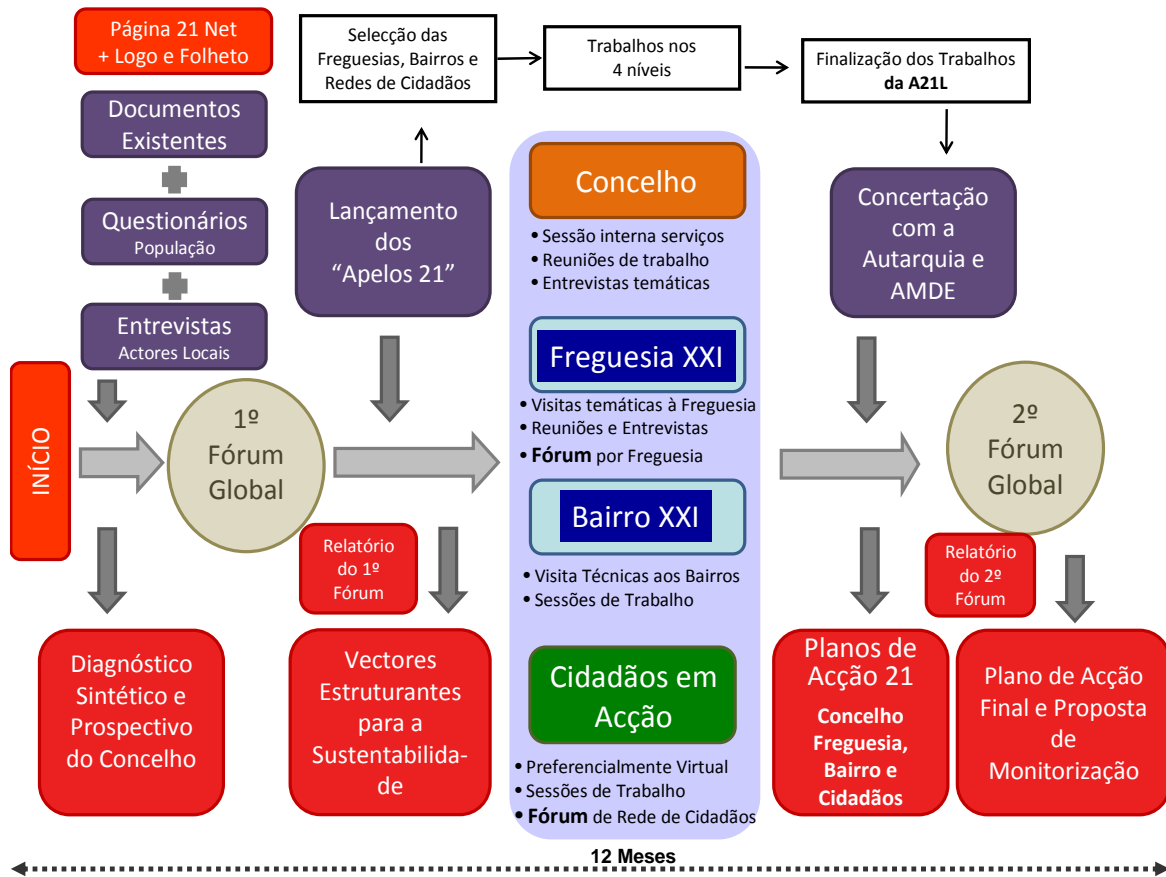 Página 21 Net
+ Logo e Folheto
Documentos
Existentes
Questionários
População
Entrevistas
Actores Locais
INÍCIO
1º
Fórum
Global
Diagnóstico
Sintético e
Prospectivo
do Concelho
Selecção das
Freguesias, Bairros e
Redes de Cidadãos
Trabalhos nos
4 níveis
Finalização dos Trabalhos
da A21L
Lançamento
dos
“Apelos 21”
Relatório
do 1º
Fórum
Vectores
Estruturantes
para a
Sustentabilida-
de
Concelho
• Sessão interna serviços
• Reuniões de trabalho
• Entrevistas temáticas
Freguesia XXI
• Visitas temáticas à Freguesia
• Reuniões e Entrevistas
• Fórum por Freguesia
Bairro XXI
• Visita Técnicas aos Bairros
• Sessões de Trabalho
Cidadãos em
Acção
• Preferencialmente Virtual
• Sessões de Trabalho
• Fórum de Rede de Cidadãos
Concertação
com a
Autarquia e
AMDE
2º
Fórum
Global
Relatório
do 2º
Fórum
Planos de
Acção 21
Concelho
Freguesia,
Bairro e
Cidadãos
Plano de Acção
Final e Proposta
de
Monitorização
12 Meses